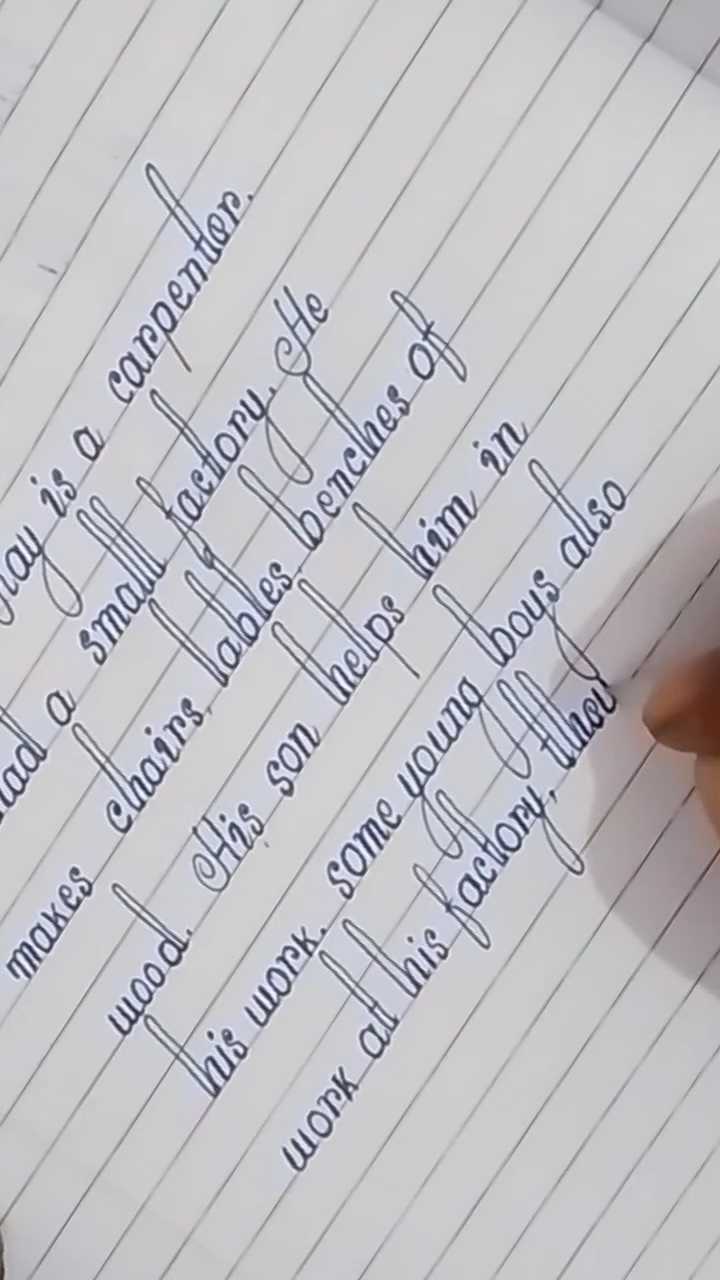 is a carpenter.
a small factory. He
makes chairs, tables benches of
wood. His son helps him in
his work. some young boys also
work at this factory, they